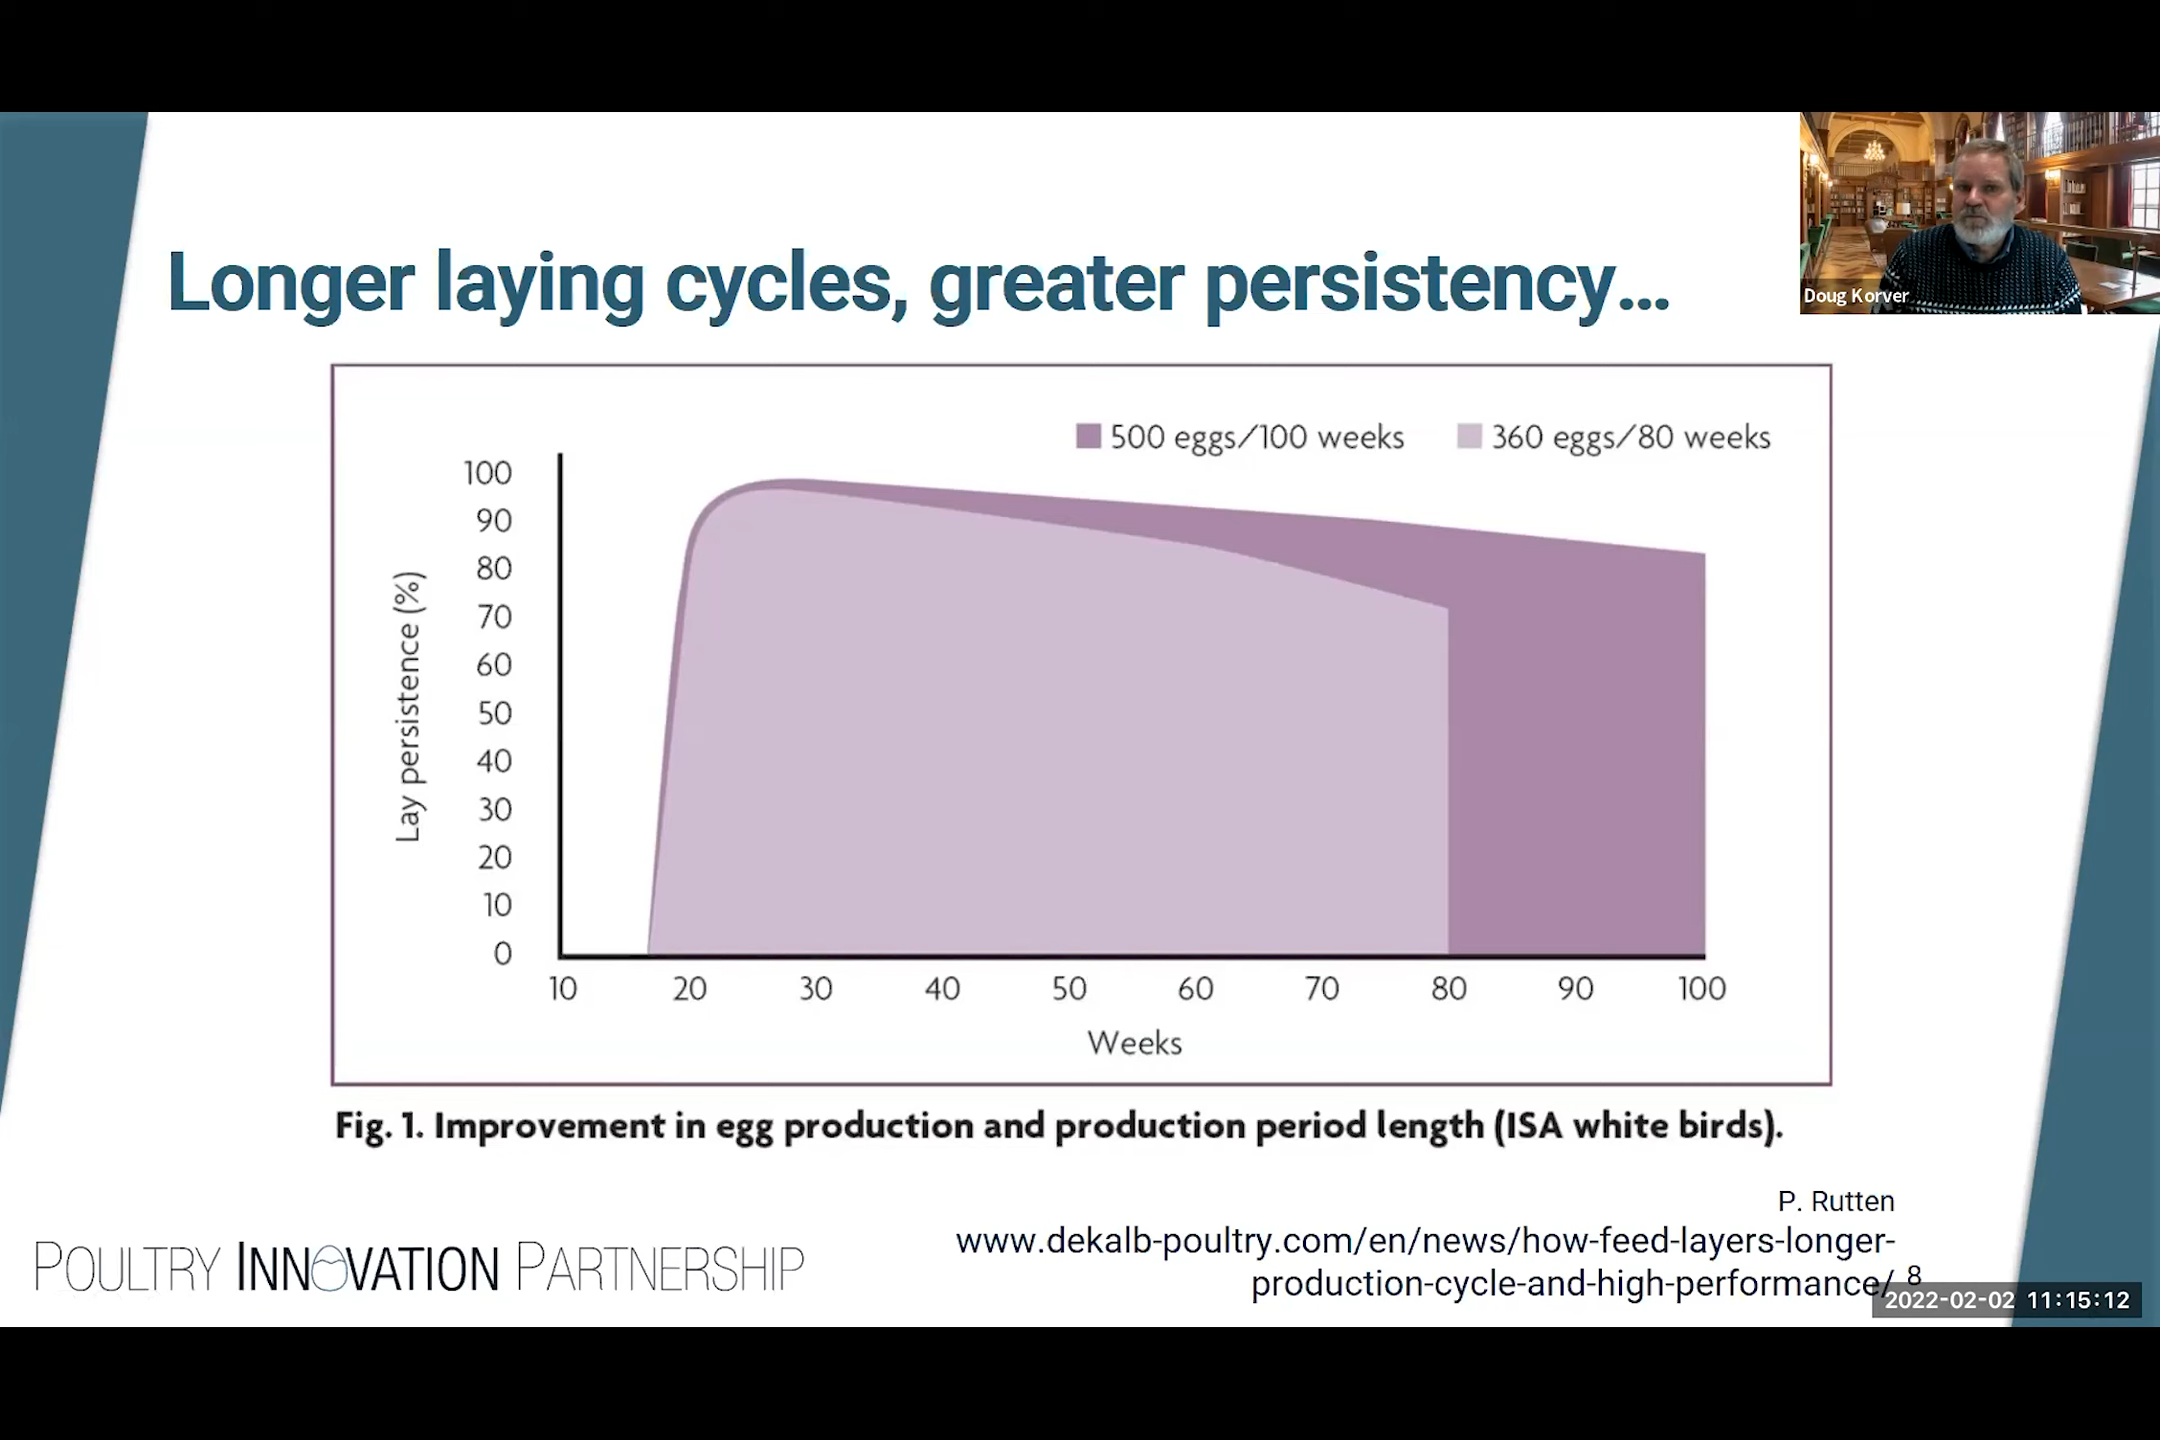 Longer laying cycles, greater persistency...
Doug Korver
500 eggs/100 weeks
360 eggs/80 weeks
Lay persistence (%)
100
90
80
70
60
50
40
30
20
10
0
10 20 30 40 50 60 70 80 90 100
Weeks
Fig. 1. Improvement in egg production and production period length (ISA white birds).
P. Rutten
www.dekalb-poultry.com/en/news/how-feed-layers-longer-
production-cycle-and-high-performance/
8
POULTRY INNOVATION PARTNERSHIP
2022-02-02 11:15:12